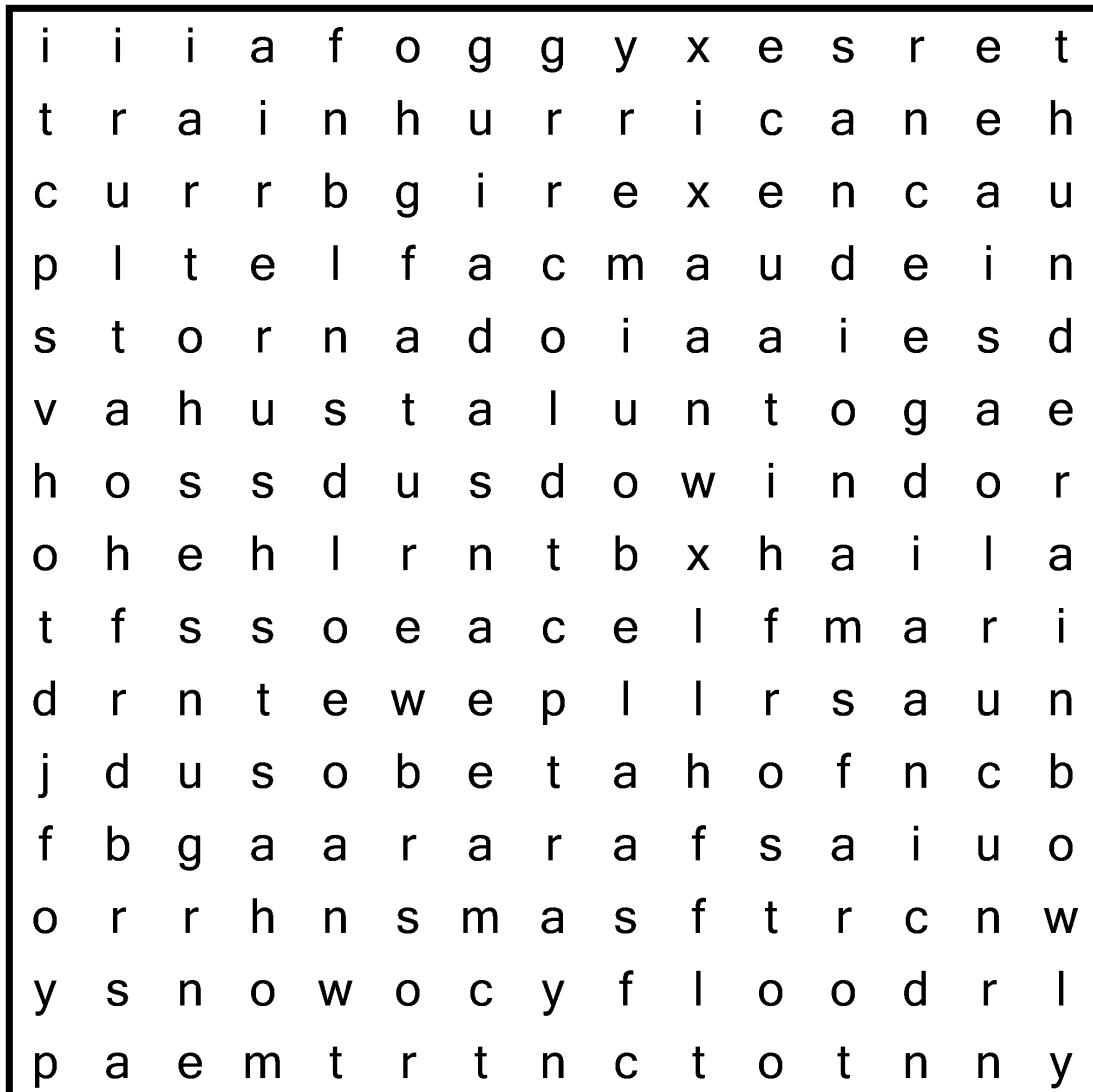 i i i a f o g g y x e s r e t
t r a i n h u r r i c a n e h
c u r r b g i r e x e n c a u
p l t e l f a c m a u d e i n
s t o r n a d o i a a i e s d
v a h u s t a l u n t o g a e
h o s s d u s d o w i n d o r
o h e h l r n t b x h a i l a
t f s s o e a c e l f m a r i
d r n t e w e p l l r s a u n
j d u s o b e t a h o f n c b
f b g a a r a r a f s a i u o
o r r h n s m a s f t r c n w
y s n o w o c y f l o o d r l
p a e m t r t n c t o t n n y